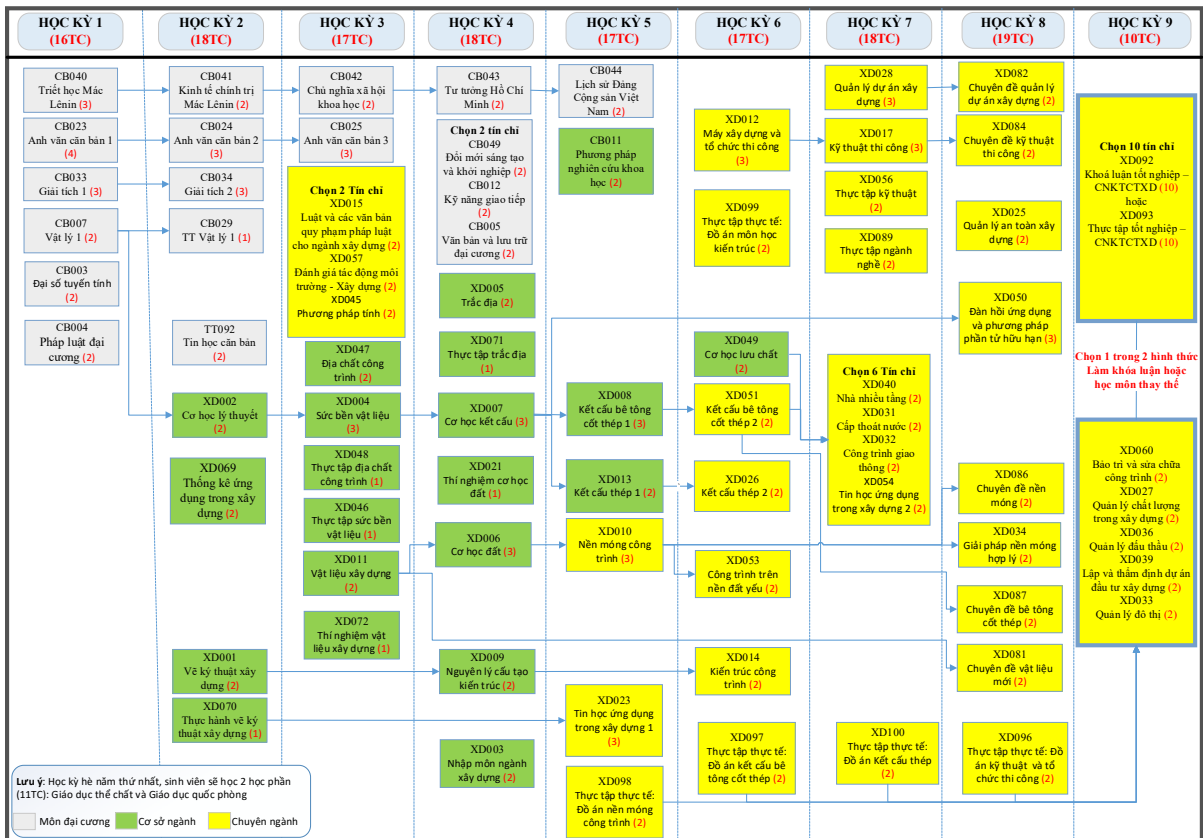 HỌC KỲ 1
(16TC)
HỌC KỲ 2
(18TC)
HỌC KỲ 3
(17TC)
HỌC KỲ 4
(18TC)
HỌC KỲ 5
(17TC)
HỌC KỲ 6
(17TC)
HỌC KỲ 7
(18TC)
HỌC KỲ 8
(19TC)
HỌC KỲ 9
(10TC)
CB040
Triết học Mác
Lênin (3)
CB023
Anh văn căn bản 1
(4)
CB033
Giải tích 1 (3)
CB007
Vật lý 1 (2)
CB003
Đại số tuyến tính
(2)
CB004
Pháp luật đại
cương (2)
CB041
Kinh tế chính trị
Mác Lênin (2)
CB024
Anh văn căn bản 2
(3)
CB034
Giải tích 2 (3)
CB029
TT Vật lý 1 (1)
TT092
Tin học căn bản
(2)
XD002
Cơ học lý thuyết
(2)
XD069
Thống kê ứng
dụng trong xây
dựng (2)
XD001
Vẽ kỹ thuật xây
dựng (2)
XD070
Thực hành vẽ kỹ
thuật xây dựng (1)
CB042
Chủ nghĩa xã hội
khoa học (2)
CB025
Anh văn căn bản 3
(3)
Chọn 2 Tín chỉ
XD015
Luật và các văn bản
quy phạm pháp luật
cho ngành xây dựng (2)
XD057
Đánh giá tác động môi
trường - Xây dựng (2)
XD045
Phương pháp tính (2)
XD047
Địa chất công
trình (2)
XD004
Sức bền vật liệu
(3)
XD048
Thực tập địa chất
công trình (1)
XD046
Thực tập sức bền
vật liệu (1)
XD011
Vật liệu xây dựng
(2)
XD072
Thí nghiệm vật
liệu xây dựng (1)
CB043
Tư tưởng Hồ Chí
Minh (2)
Chọn 2 tín chỉ
CB049
Đổi mới sáng tạo
và khởi nghiệp (2)
CB012
Kỹ năng giao tiếp
(2)
CB005
Văn bản và lưu trữ
đại cương (2)
XD005
Trắc địa (2)
XD071
Thực tập trắc địa
(1)
XD007
Cơ học kết cấu (3)
XD021
Thí nghiệm cơ học
đất (1)
XD006
Cơ học đất (3)
XD009
Nguyên lý cấu tạo
kiến trúc (2)
XD003
Nhập môn ngành
xây dựng (2)
CB044
Lịch sử Đảng
Cộng sản Việt
Nam (2)
CB011
Phương pháp
nghiên cứu khoa
học (2)
XD008
Kết cấu bê tông
cốt thép 1 (3)
XD013
Kết cấu thép 1 (2)
XD010
Nền móng công
trình (3)
XD023
Tin học ứng dụng
trong xây dựng 1
(3)
XD098
Thực tập thực tế:
Đồ án nền móng
công trình (2)
XD012
Máy xây dựng và
tổ chức thi công
(3)
XD099
Thực tập thực tế:
Đồ án môn học
kiến trúc (2)
XD049
Cơ học lưu chất (2)
XD051
Kết cấu bê tông
cốt thép 2 (2)
XD026
Kết cấu thép 2 (2)
XD053
Công trình trên
nền đất yếu (2)
XD014
Kiến trúc công
trình (2)
XD097
Thực tập thực tế:
Đồ án kết cấu bê
tông cốt thép (2)
XD028
Quản lý dự án xây
dựng (3)
XD017
Kỹ thuật thi công (3)
XD056
Thực tập kỹ thuật
(2)
XD089
Thực tập ngành
nghề (2)
Chọn 6 Tín chỉ
XD040
Nhà nhiều tầng (2)
XD031
Cấp thoát nước (2)
XD032
Công trình giao
thông (2)
XD054
Tin học ứng dụng
trong xây dựng 2 (2)
XD100
Thực tập thực tế:
Đồ án Kết cấu thép (2)
XD082
Chuyên đề quản lý
dự án xây dựng (2)
XD084
Chuyên đề kỹ thuật
thi công (2)
XD025
Quản lý an toàn
xây dựng (2)
XD050
Đàn hồi ứng dụng
và phương pháp
phần tử hữu hạn (3)
XD086
Chuyên đề nền
móng (2)
XD034
Giải pháp nền móng
hợp lý (2)
XD087
Chuyên đề bê tông
cốt thép (2)
XD081
Chuyên đề vật liệu
mới (2)
XD096
Thực tập thực tế: Đồ
án kỹ thuật và tổ
chức thi công (2)
Chọn 10 tín chỉ
XD092
Khoá luận tốt nghiệp –
CNKTCTXD (10)
hoặc
XD093
Thực tập tốt nghiệp –
CNKTCTXD (10)
Chọn 1 trong 2 hình thức
Làm khóa luận hoặc
học môn thay thế
XD060
Bảo trì và sửa chữa
công trình (2)
XD027
Quản lý chất lượng
trong xây dựng (2)
XD036
Quản lý đấu thầu (2)
XD039
Lập và thẩm định dự án
đầu tư xây dựng (2)
XD033
Quản lý đô thị (2)
Lưu ý: Học kỳ hè năm thứ nhất, sinh viên sẽ học 2 học phần
(11TC): Giáo dục thể chất và Giáo dục quốc phòng
Môn đại cương
Cơ sở ngành
Chuyên ngành